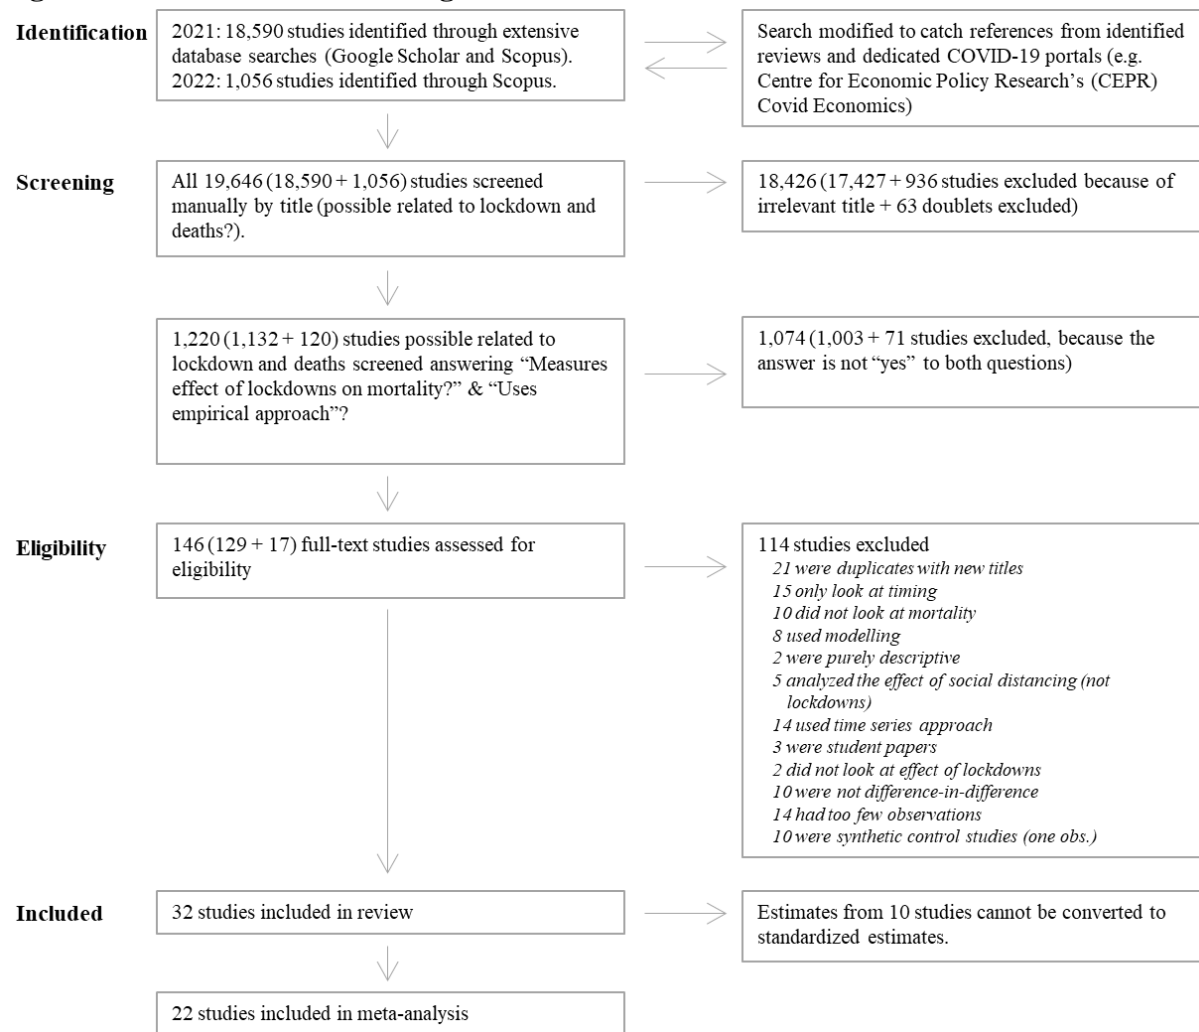 Identification
2021: 18,590 studies identified through extensive
database searches (Google Scholar and Scopus).
2022: 1,056 studies identified through Scopus.
Search modified to catch references from identified
reviews and dedicated COVID-19 portals (e.g.
Centre for Economic Policy Research's (CEPR)
Covid Economics)
Screening
All 19,646 (18,590 + 1,056) studies screened
manually by title (possible related to lockdown and
deaths?).
18,426 (17,427 + 936 studies excluded because of
irrelevant title + 63 doublets excluded)
1,220 (1,132 + 120) studies possible related to
lockdown and deaths screened answering “Measures
effect of lockdowns on mortality?” & “Uses
empirical approach”?
1,074 (1,003 + 71 studies excluded, because the
answer is not “yes” to both questions)
Eligibility
146 (129 + 17) full-text studies assessed for
eligibility
114 studies excluded
21 were duplicates with new titles
15 only look at timing
10 did not look at mortality
8 used modelling
2 were purely descriptive
5 analyzed the effect of social distancing (not
lockdowns)
14 used time series approach
3 were student papers
2 did not look at effect of lockdowns
10 were not difference-in-difference
14 had too few observations
10 were synthetic control studies (one obs.)
Included
32 studies included in review
Estimates from 10 studies cannot be converted to
standardized estimates.
22 studies included in meta-analysis